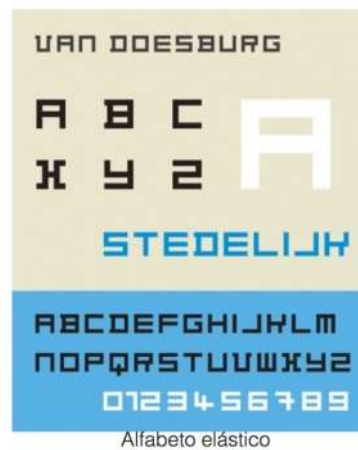 VAN DOESBURG
A B C
A
X Y Z
STEDELIJK
ABCDEFGHIJKLM
NOPQRSTUVWXYZ
0123456789
Alfabeto elástico